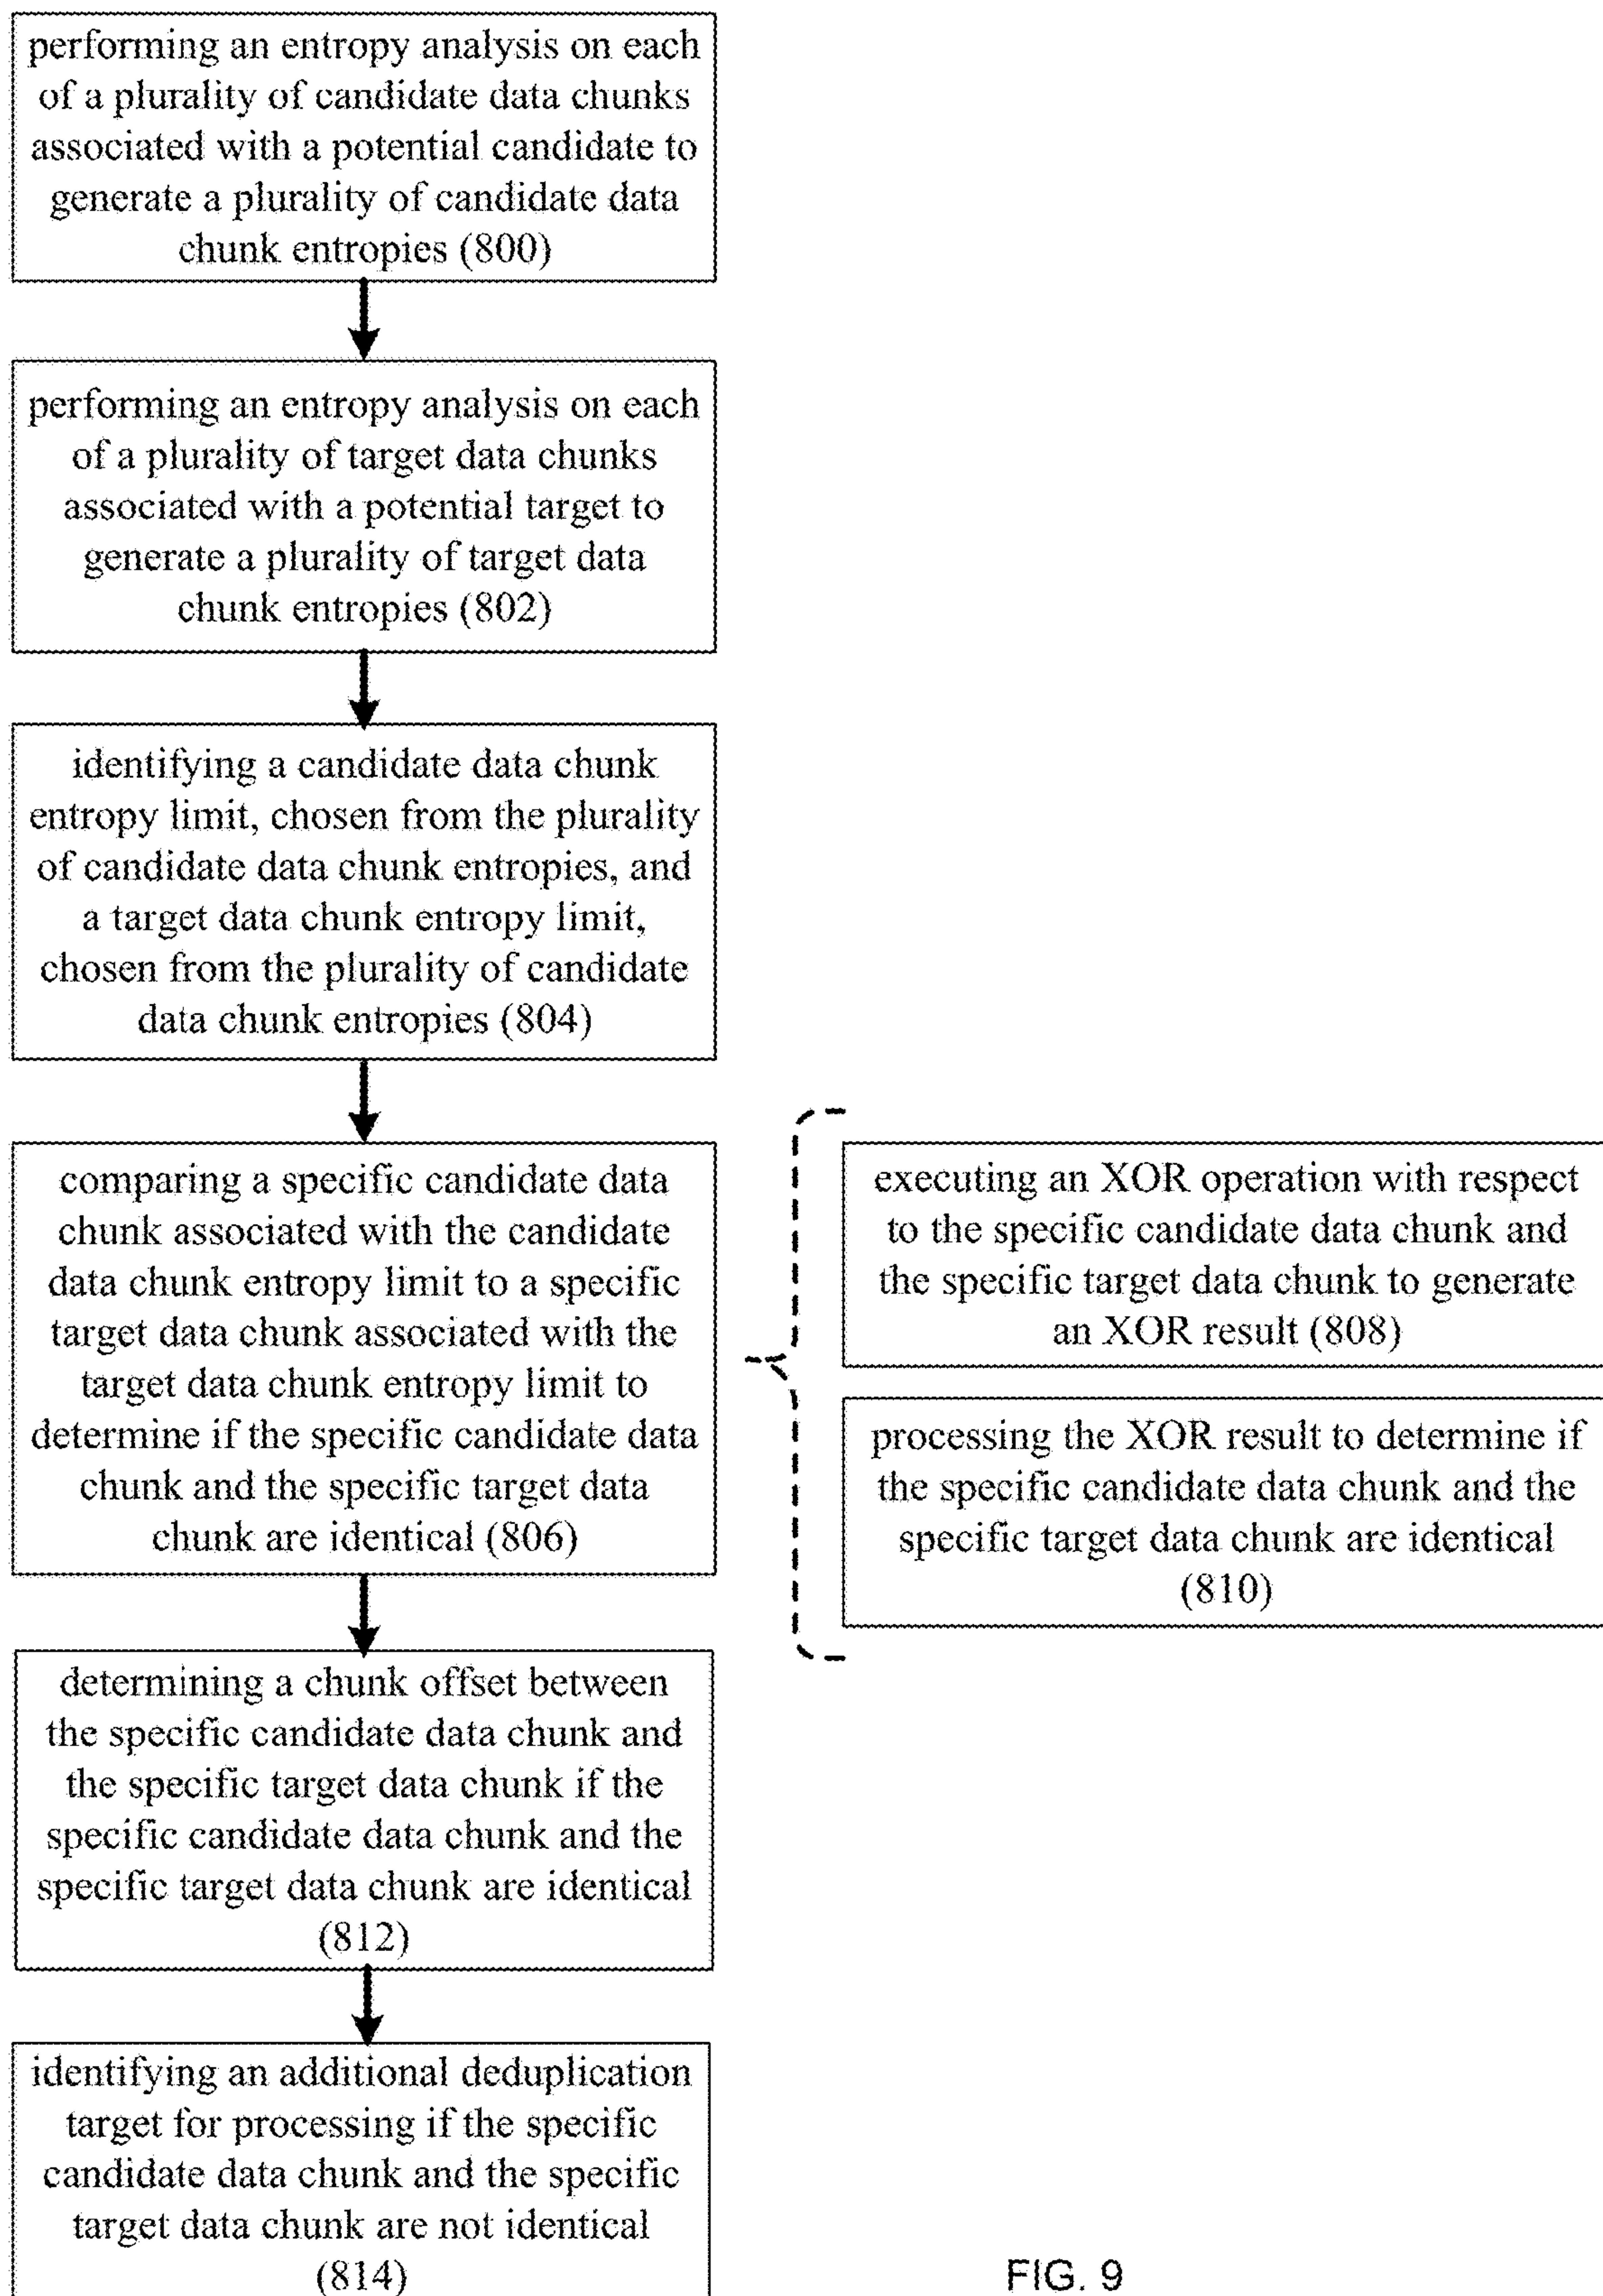 performing an entropy analysis on each
of a plurality of candidate data chunks
associated with a potential candidate to
generate a plurality of candidate data
chunk entropies (800)
performing an entropy analysis on each
of a plurality of target data chunks
associated with a potential target to
generate a plurality of target data
chunk entropies (802)
identifying a candidate data chunk
entropy limit, chosen from the plurality
of candidate data chunk entropies, and
a target data chunk entropy limit,
chosen from the plurality of candidate
data chunk entropies (804)
comparing a specific candidate data
chunk associated with the candidate
data chunk entropy limit to a specific
target data chunk associated with the
target data chunk entropy limit to
determine if the specific candidate data
chunk and the specific target data
chunk are identical (806)
executing an XOR operation with respect
to the specific candidate data chunk and
the specific target data chunk to generate
an XOR result (808)
processing the XOR result to determine if
the specific candidate data chunk and the
specific target data chunk are identical
(810)
determining a chunk offset between
the specific candidate data chunk and
the specific target data chunk if the
specific candidate data chunk and the
specific target data chunk are identical
(812)
identifying an additional deduplication
target for processing if the specific
candidate data chunk and the specific
target data chunk are not identical
(814)
FIG. 9